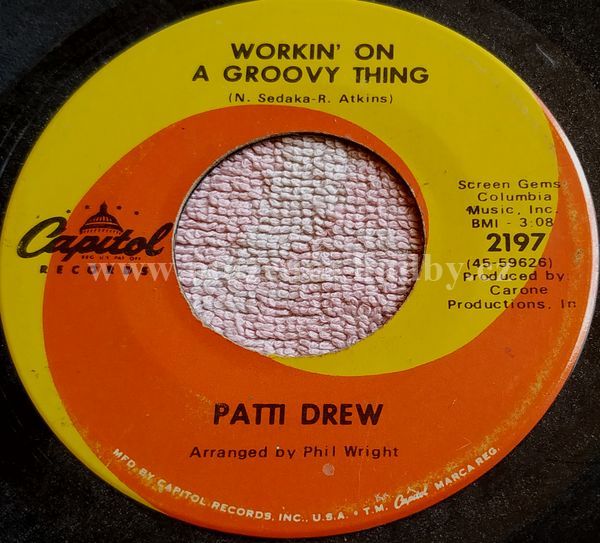 WORKIN' ON
A GROOVY THING
(N. Sedaka-R. Atkins)
Screen Gems
Columbia
Music, Inc.
BMI - 3:08
2197
(45-59626)
Produced by
Carone
Productions, In
Capitol
RECORDS
PATTI DREW
Arranged by Phil Wright
MFD. BY CAPITOL RECORDS, INC., U.S.A. • T.M. Capitol MARCA REG.